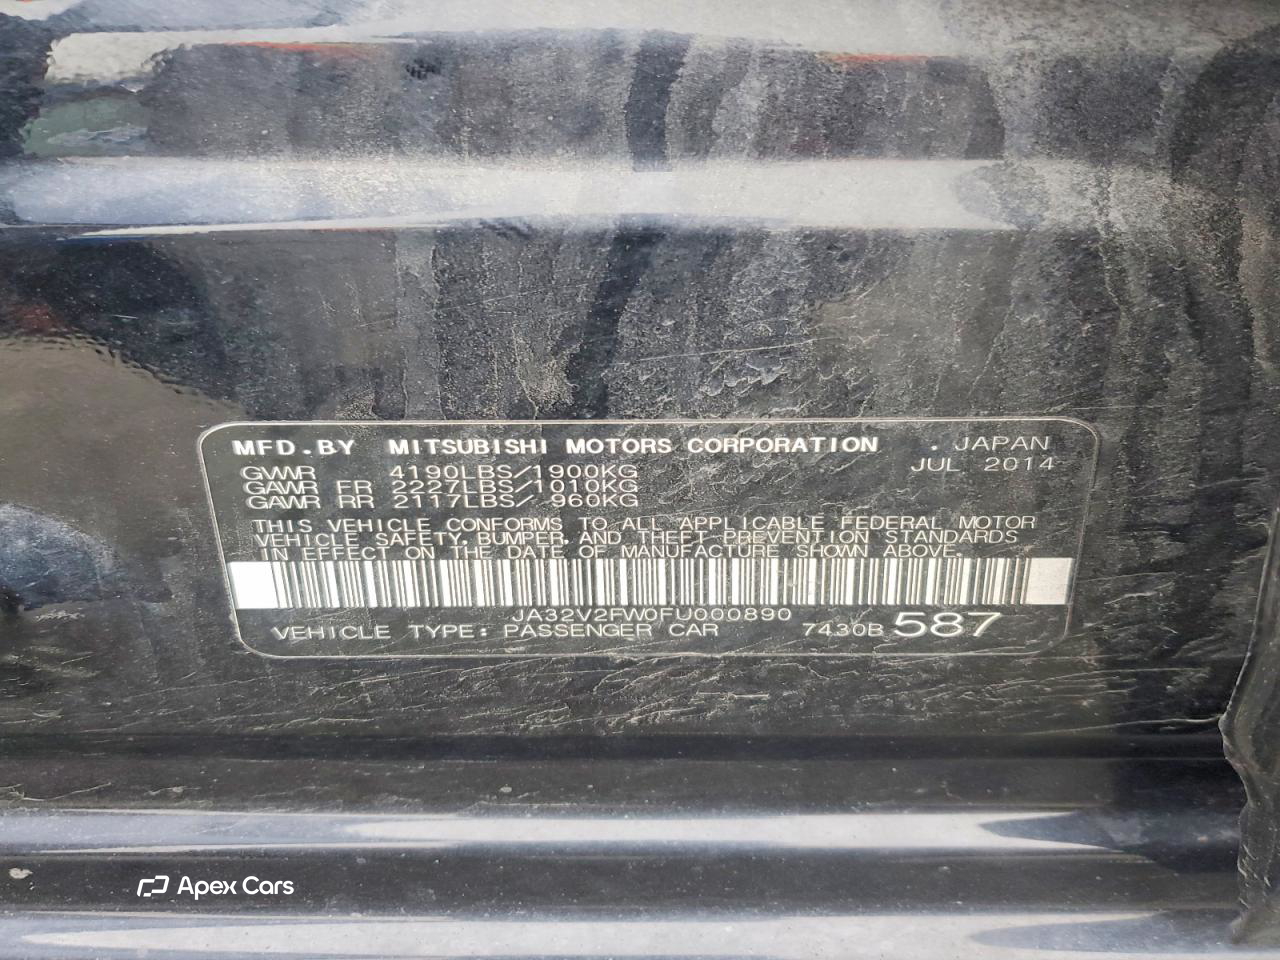 MFD.BY MITSUBISHI MOTORS CORPORATION . JAPAN
JUL 2014
GVWR 4190LBS/1900KG
GAWR FR 2227LBS/1010KG
GAWR RR 2117LBS/ 960KG
THIS VEHICLE CONFORMS TO ALL APPLICABLE FEDERAL MOTOR
VEHICLE SAFETY, BUMPER, AND THEFT PREVENTION STANDARDS
IN EFFECT ON THE DATE OF MANUFACTURE SHOWN ABOVE.
JA32V2FW0FU000890
VEHICLE TYPE: PASSENGER CAR 7430B 587
Apex Cars